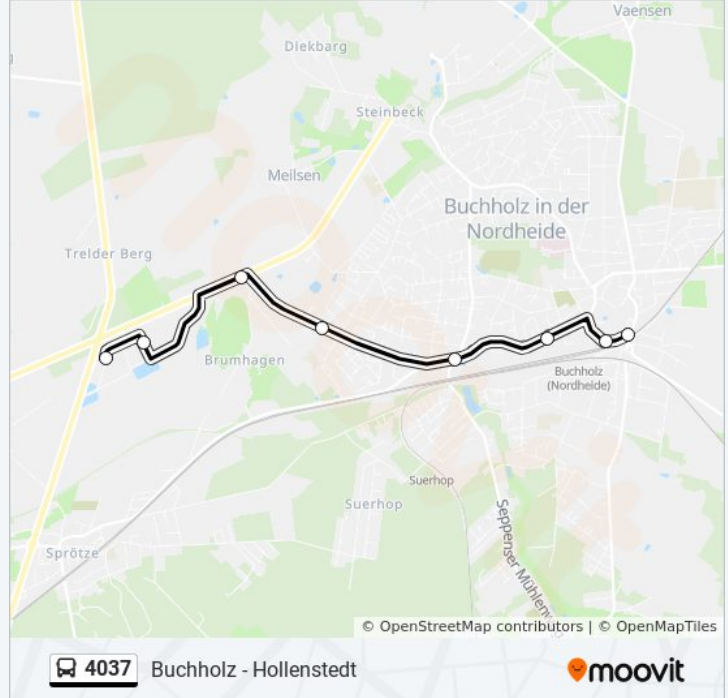 Vaensen
Diekbarg
Steinbeck
Meilsen
Buchholz in der
Nordheide
Trelder Berg
Brumhagen
Buchholz
(Nordheide)
Suerhop
Suerhop
Seppenser Mühlenweg
Sprötze
© OpenStreetMap contributors | © OpenMapTiles
4037 Buchholz - Hollenstedt
moovit